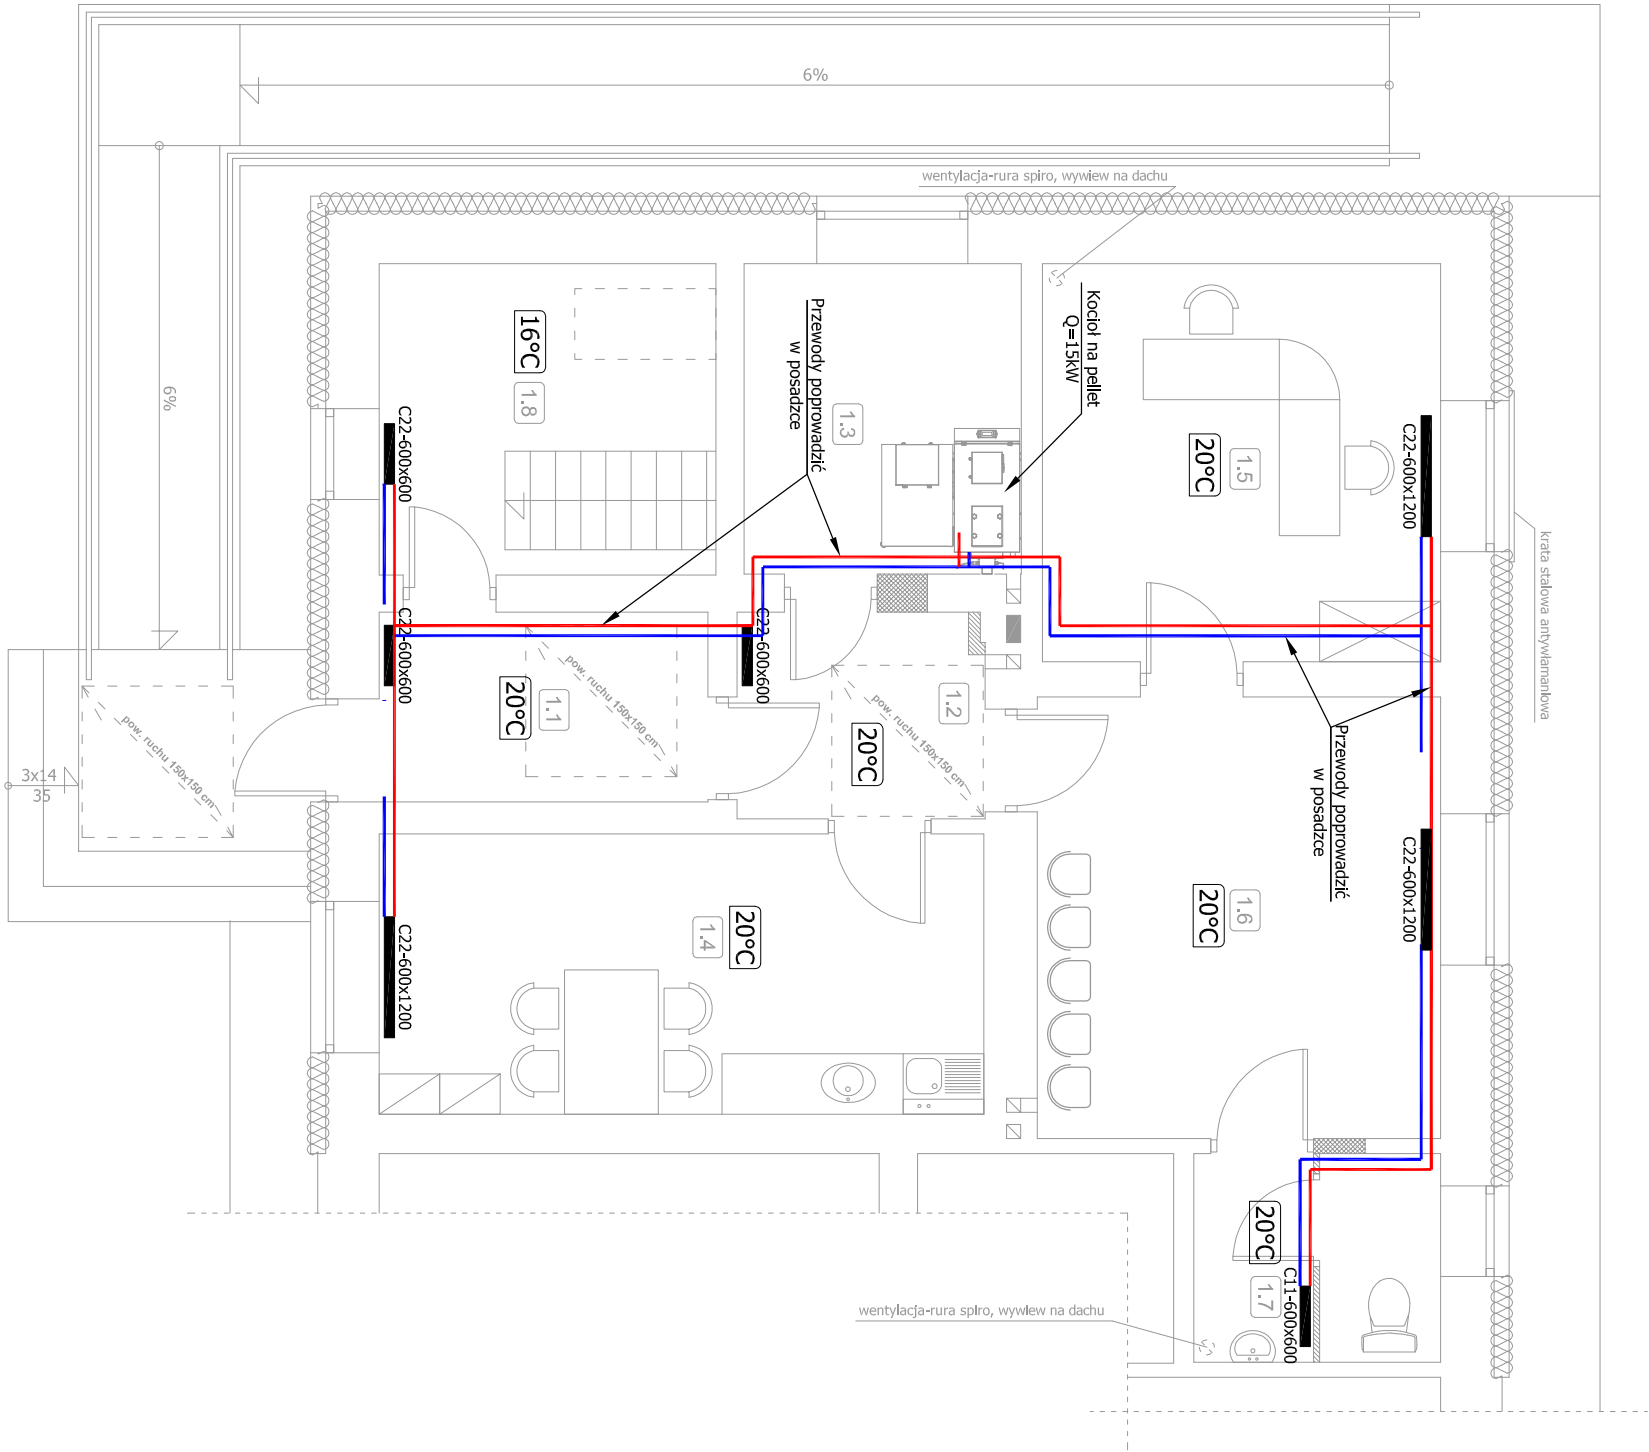 6%
6%
wentylacja-rura spiro, wywiew na dachu
Kocioł na pellet
Q=15kW
Przewody poprowadzić
w posadzce
16°C
1.8
1.3
20°C
1.5
C22-600x600
C22-600x1200
krata stalowa antywłamaniowa
C22-600x600
C22-600x600
pow. ruchu 150x150 cm
20°C
1.1
pow. ruchu 150x150 cm
1.2
20°C
pow. ruchu 150x150 cm
3x14
35
Przewody poprowadzić
w posadzce
C22-600x1200
20°C
1.6
20°C
1.4
C22-600x1200
20°C
1.7
C11-600x600
wentylacja-rura spiro, wywiew na dachu